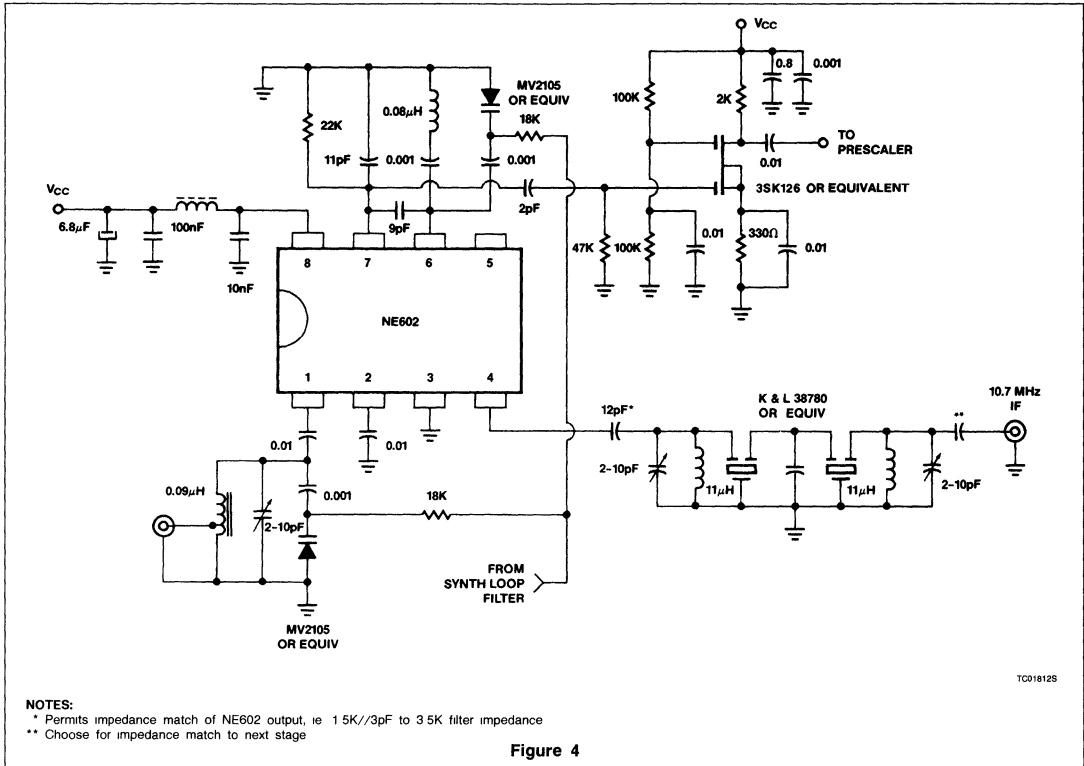 VCC
0.8 0.001
100K
2K
MV2105
OR EQUIV
0.08μH
18K
22K
11pF
0.001
0.001
TO
PRESCALER
0.01
3SK126 OR EQUIVALENT
VCC
6.8μF
100nF
10nF
9pF
2pF
47K
100K
0.01
330Ω
0.01
8 7 6 5
NE602
1 2 3 4
0.01
0.01
12pF*
K & L 38780
OR EQUIV
**
10.7 MHz
IF
2-10pF
11μH
11μH
2-10pF
0.09μH
2-10pF
0.001
18K
FROM
SYNTH LOOP
FILTER
MV2105
OR EQUIV
TC01812S
NOTES:
* Permits impedance match of NE602 output, ie 1 5K//3pF to 3 5K filter impedance
** Choose for impedance match to next stage
Figure 4